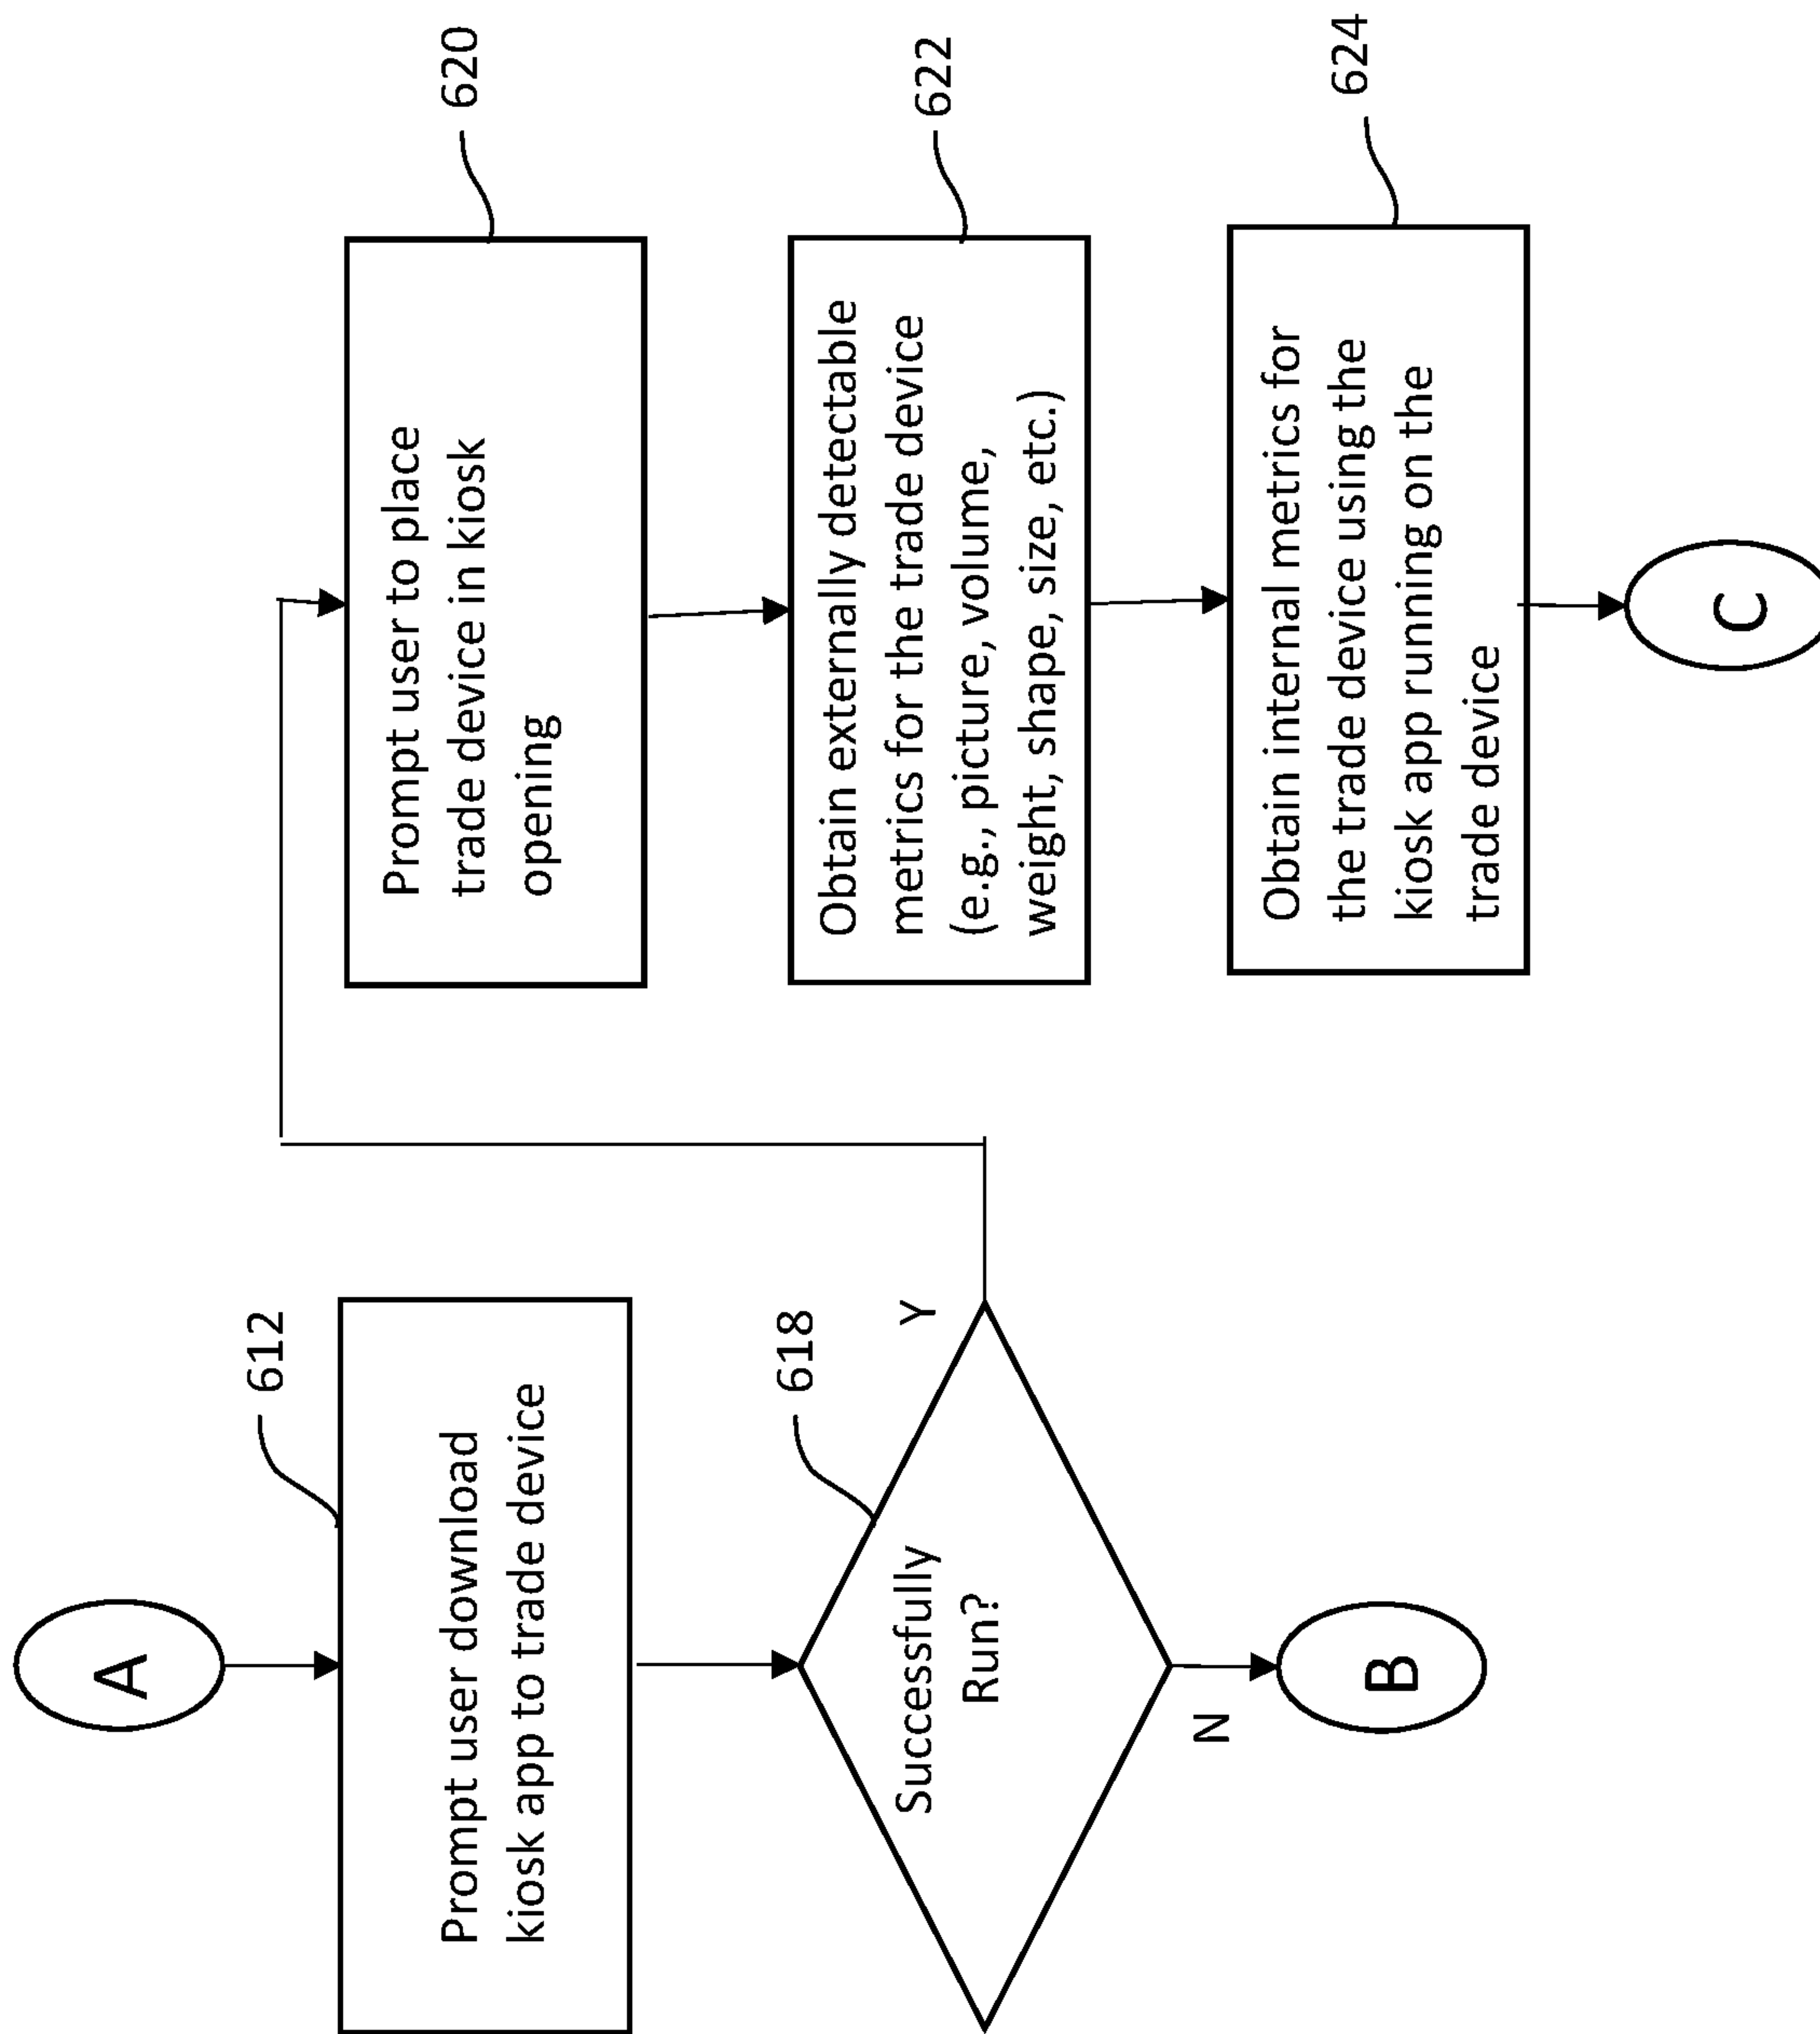 A
612
Prompt user download
kiosk app to trade device
618
Successfully
Run?
Y
N
B
620
Prompt user to place
trade device in kiosk
opening
622
Obtain externally detectable
metrics for the trade device
(e.g., picture, volume,
weight, shape, size, etc.)
624
Obtain internal metrics for
the trade device using the
kiosk app running on the
trade device
C